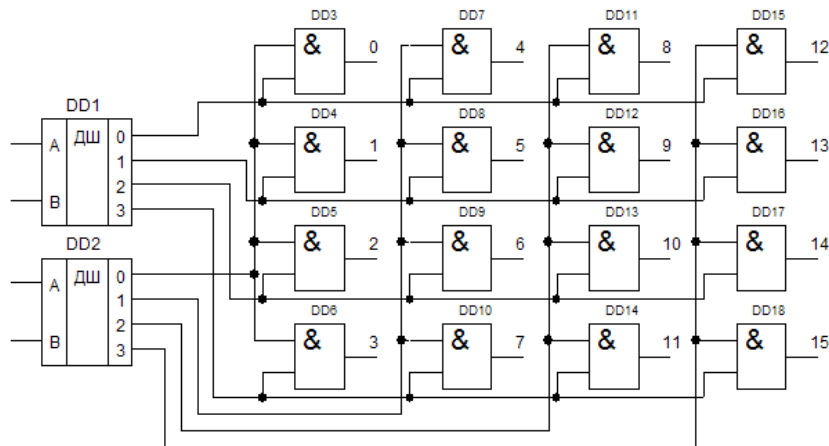 DD3 DD7 DD11 DD15
& 0 & 4 & 8 & 12
DD1
DD4 DD8 DD12 DD16
A ДШ 0
1
2
B 3
& 1 & 5 & 9 & 13
DD5 DD9 DD13 DD17
& 2 & 6 & 10 & 14
DD2
A ДШ 0
1
2
B 3
DD6 DD10 DD14 DD18
& 3 & 7 & 11 & 15